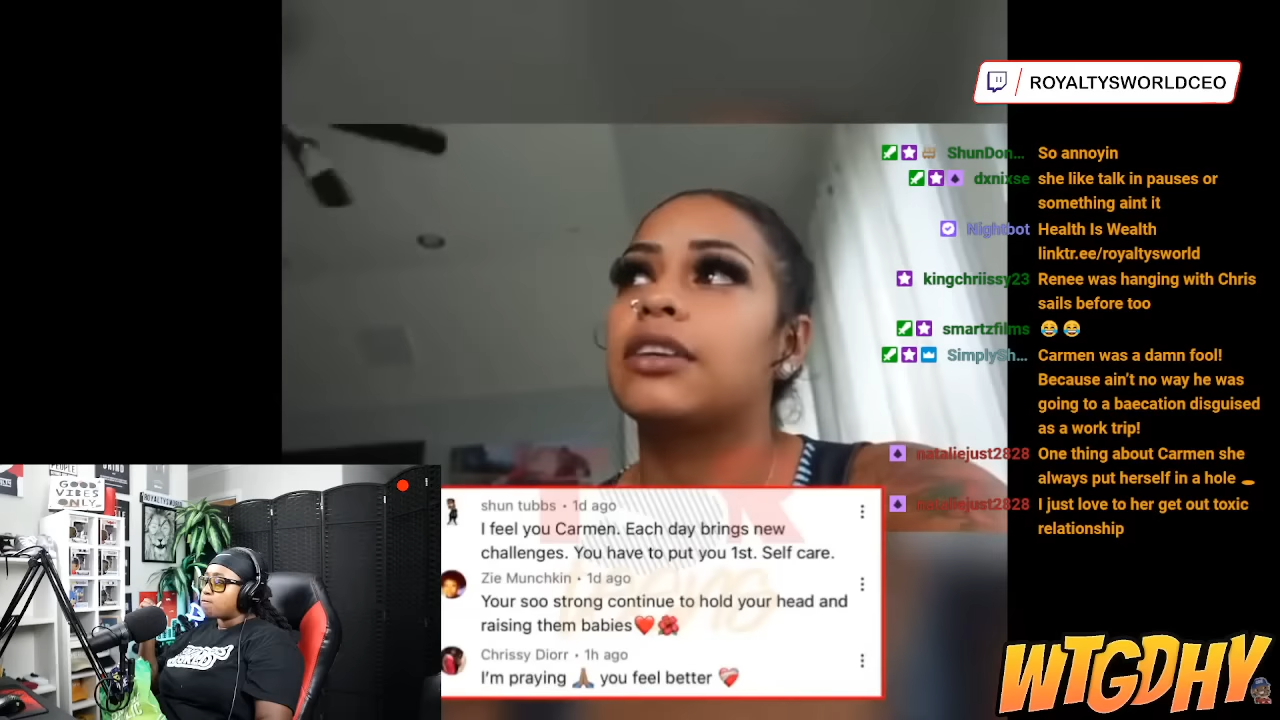 ROYALTYSWORLDCEO
ShunDon... So annoyin
dxnixse she like talk in pauses or
something aint it
Nightbot Health Is Wealth
linktr.ee/royaltysworld
kingchriissy23 Renee was hanging with Chris
sails before too
smartzfilms 😂 😂
SimplySh... Carmen was a damn fool!
Because ain't no way he was
going to a baecation disguised
as a work trip!
nataliejust2828 One thing about Carmen she
always put herself in a hole 🕳️
nataliejust2828 I just love to her get out toxic
relationship
shun tubbs • 1d ago
I feel you Carmen. Each day brings new
challenges. You have to put you 1st. Self care.
Zie Munchkin • 1d ago
Your soo strong continue to hold your head and
raising them babies❤️🌺
Chrissy Diorr • 1h ago
I'm praying 🙏🏽 you feel better ❤️‍🩹
PEOPLE
GOOD
VIBES
ONLY
ROYALTYSWORLD
WTGDHY